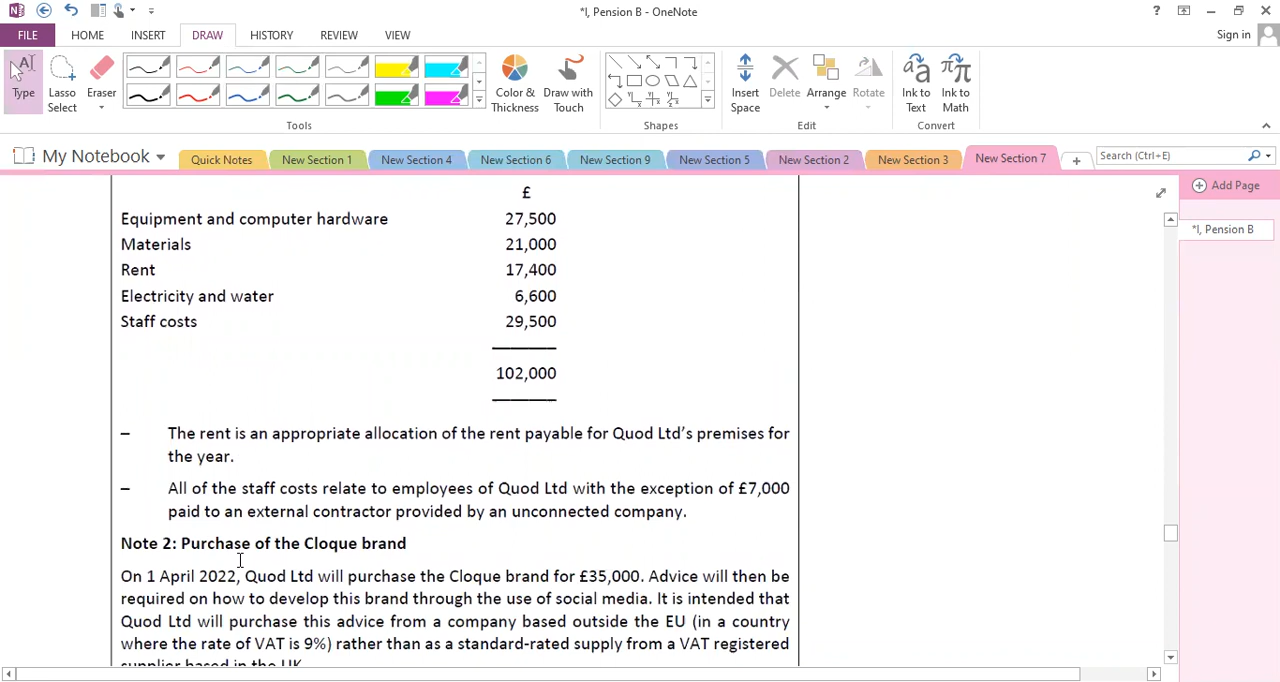 *I, Pension B - OneNote
?
Sign in
FILE HOME INSERT DRAW HISTORY REVIEW VIEW
Type
Lasso Select
Eraser
Color & Thickness
Draw with Touch
Insert Space
Delete
Arrange
Rotate
Ink to Text
Ink to Math
Tools Shapes Edit Convert
My Notebook Quick Notes New Section 1 New Section 4 New Section 6 New Section 9 New Section 5 New Section 2 New Section 3 New Section 7 + Search (Ctrl+E)
Add Page
*I, Pension B
£
Equipment and computer hardware 27,500
Materials 21,000
Rent 17,400
Electricity and water 6,600
Staff costs 29,500
102,000
– The rent is an appropriate allocation of the rent payable for Quod Ltd’s premises for
the year.
– All of the staff costs relate to employees of Quod Ltd with the exception of £7,000
paid to an external contractor provided by an unconnected company.
Note 2: Purchase of the Cloque brand
On 1 April 2022, Quod Ltd will purchase the Cloque brand for £35,000. Advice will then be
required on how to develop this brand through the use of social media. It is intended that
Quod Ltd will purchase this advice from a company based outside the EU (in a country
where the rate of VAT is 9%) rather than as a standard-rated supply from a VAT registered
supplier based in the UK.